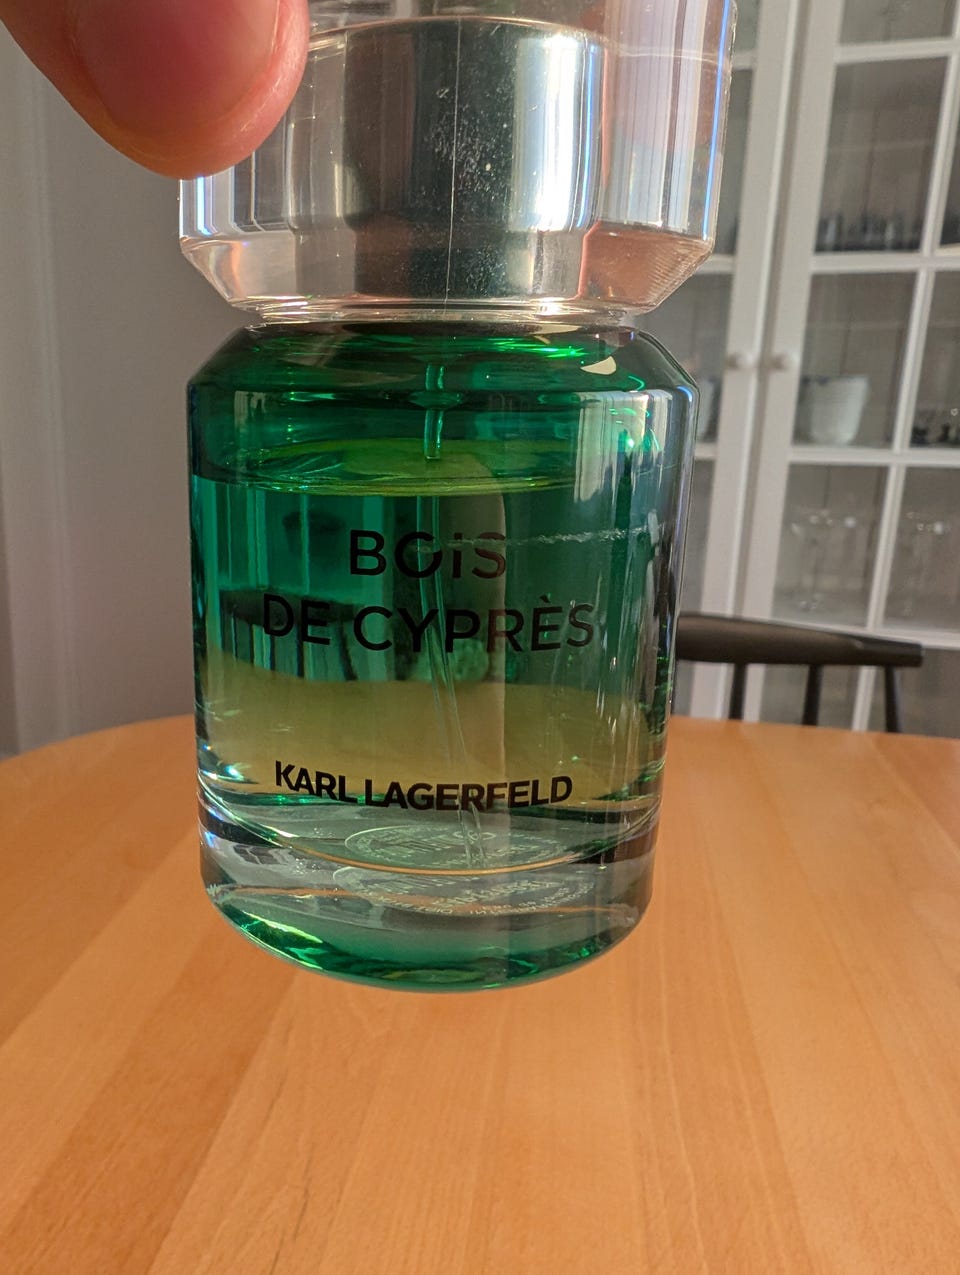 BOiS
DE CYPRÈS
KARL LAGERFELD